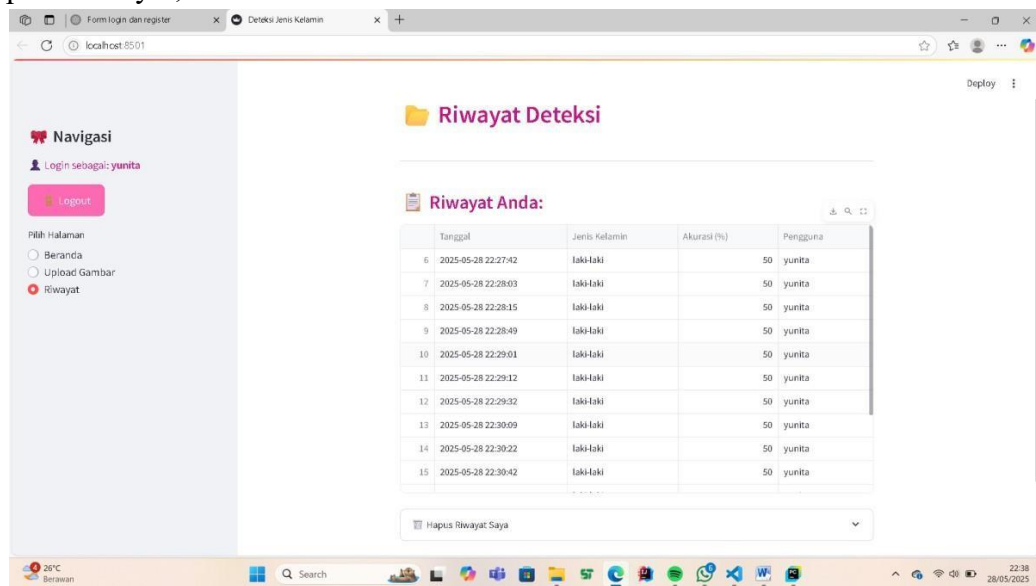 Form login dan register
Deteksi Jenis Kelamin
localhost:8501
Deploy
Navigasi
Login sebagai: yunita
Logout
Pilih Halaman
Beranda
Upload Gambar
Riwayat
Riwayat Deteksi
Riwayat Anda:
Tanggal Jenis Kelamin Akurasi (%) Pengguna
6 2025-05-28 22:27:42 laki-laki 50 yunita
7 2025-05-28 22:28:03 laki-laki 50 yunita
8 2025-05-28 22:28:15 laki-laki 50 yunita
9 2025-05-28 22:28:49 laki-laki 50 yunita
10 2025-05-28 22:29:01 laki-laki 50 yunita
11 2025-05-28 22:29:12 laki-laki 50 yunita
12 2025-05-28 22:29:32 laki-laki 50 yunita
13 2025-05-28 22:30:09 laki-laki 50 yunita
14 2025-05-28 22:30:22 laki-laki 50 yunita
15 2025-05-28 22:30:42 laki-laki 50 yunita
Hapus Riwayat Saya
26°C
Berawan
Search
22:38
28/05/2025